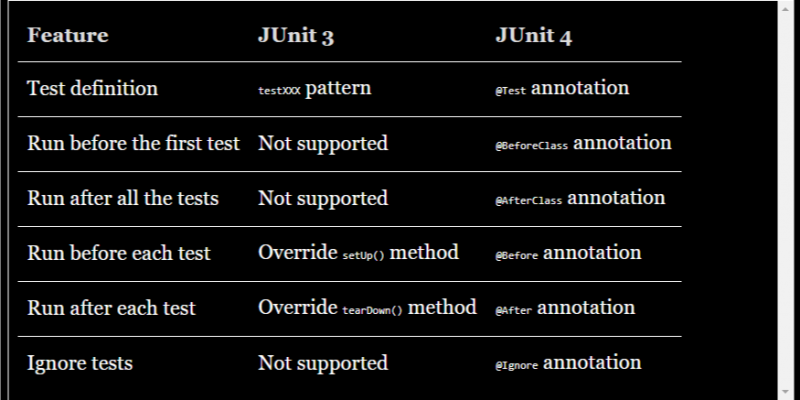 Feature JUnit 3 JUnit 4
Test definition testXXX pattern @Test annotation
Run before the first test Not supported @BeforeClass annotation
Run after all the tests Not supported @AfterClass annotation
Run before each test Override setUp() method @Before annotation
Run after each test Override tearDown() method @After annotation
Ignore tests Not supported @Ignore annotation